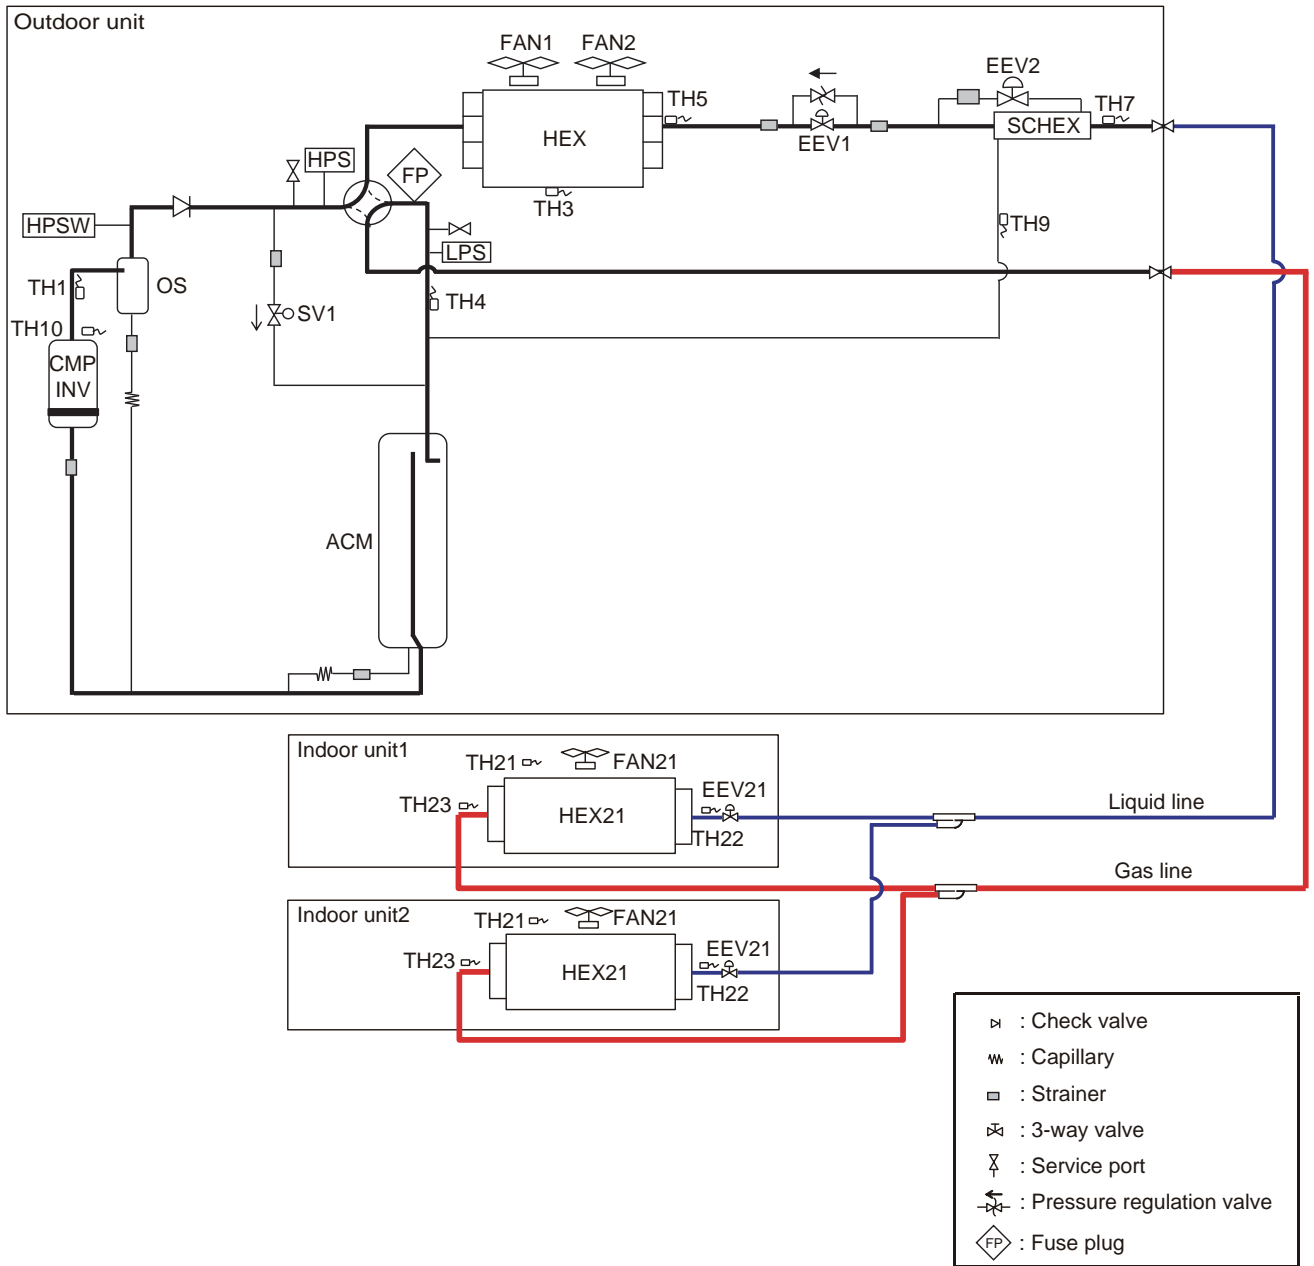 Outdoor unit
FAN1
FAN2
EEV2
TH5
TH7
HEX
SCHEX
EEV1
HPS
FP
TH3
HPSW
TH9
LPS
TH1
OS
TH4
SV1
TH10
CMP
INV
ACM
Indoor unit1
TH21
FAN21
EEV21
TH23
HEX21
TH22
Liquid line
Gas line
Indoor unit2
TH21
FAN21
EEV21
TH23
HEX21
TH22
: Check valve
: Capillary
: Strainer
: 3-way valve
: Service port
: Pressure regulation valve
FP : Fuse plug